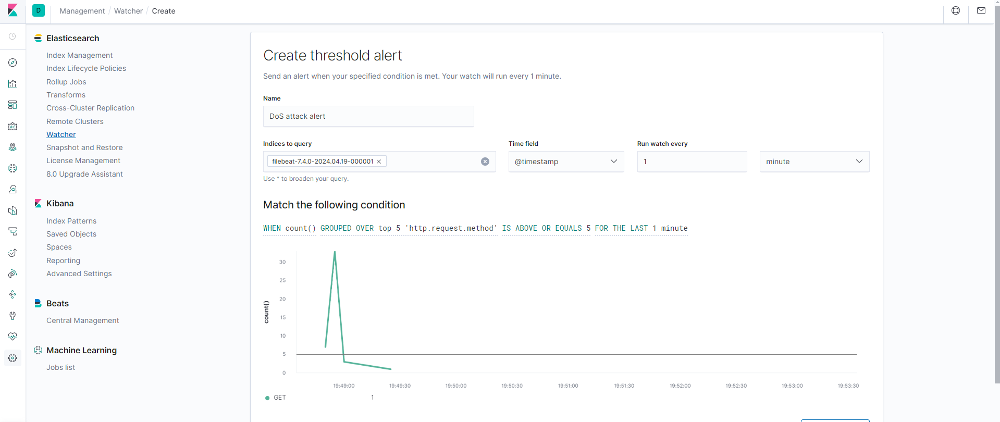 D Management / Watcher / Create
Elasticsearch
Index Management
Index Lifecycle Policies
Rollup Jobs
Transforms
Cross-Cluster Replication
Remote Clusters
Watcher
Snapshot and Restore
License Management
8.0 Upgrade Assistant
Kibana
Index Patterns
Saved Objects
Spaces
Reporting
Advanced Settings
Beats
Central Management
Machine Learning
Jobs list
Create threshold alert
Send an alert when your specified condition is met. Your watch will run every 1 minute.
Name
DoS attack alert
Indices to query Time field Run watch every
filebeat-7.4.0-2024.04.19-000001 @timestamp 1 minute
Use * to broaden your query.
Match the following condition
WHEN count() GROUPED OVER top 5 'http.request.method' IS ABOVE OR EQUALS 5 FOR THE LAST 1 minute
count()
30
25
20
15
10
5
0
19:49:00 19:49:30 19:50:00 19:50:30 19:51:00 19:51:30 19:52:00 19:52:30 19:53:00 19:53:30
GET 1